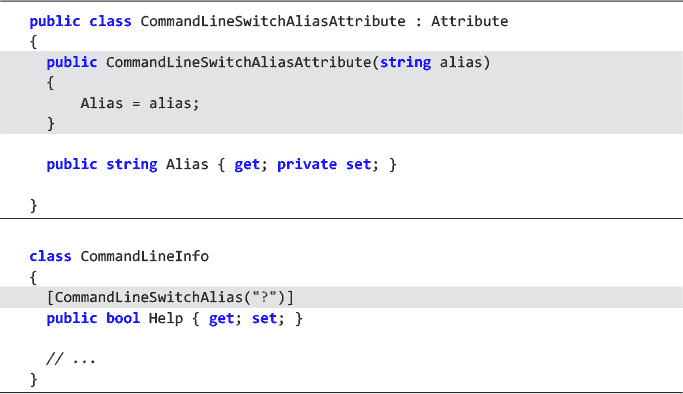 public class CommandLineSwitchAliasAttribute : Attribute
{
  public CommandLineSwitchAliasAttribute(string alias)
  {
      Alias = alias;
  }
  public string Alias { get; private set; }
}
class CommandLineInfo
{
  [CommandLineSwitchAlias("?")]
  public bool Help { get; set; }
  // ...
}